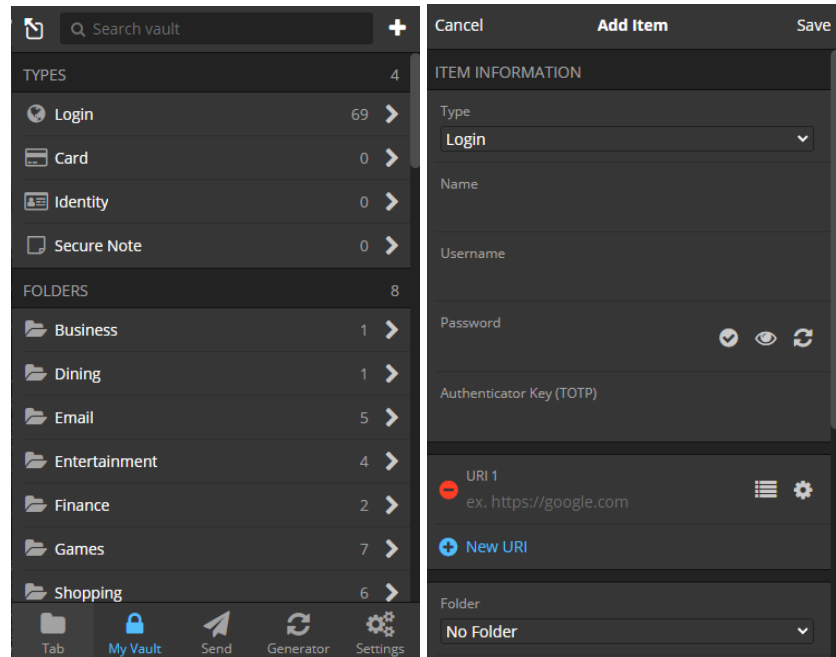 Search vault
TYPES 4
Login 69
Card 0
Identity 0
Secure Note 0
FOLDERS 8
Business 1
Dining 1
Email 5
Entertainment 4
Finance 2
Games 7
Shopping 6
Tab My Vault Send Generator Settings
Cancel Add Item Save
ITEM INFORMATION
Type
Login
Name
Username
Password
Authenticator Key (TOTP)
URI 1
ex. https://google.com
New URI
Folder
No Folder